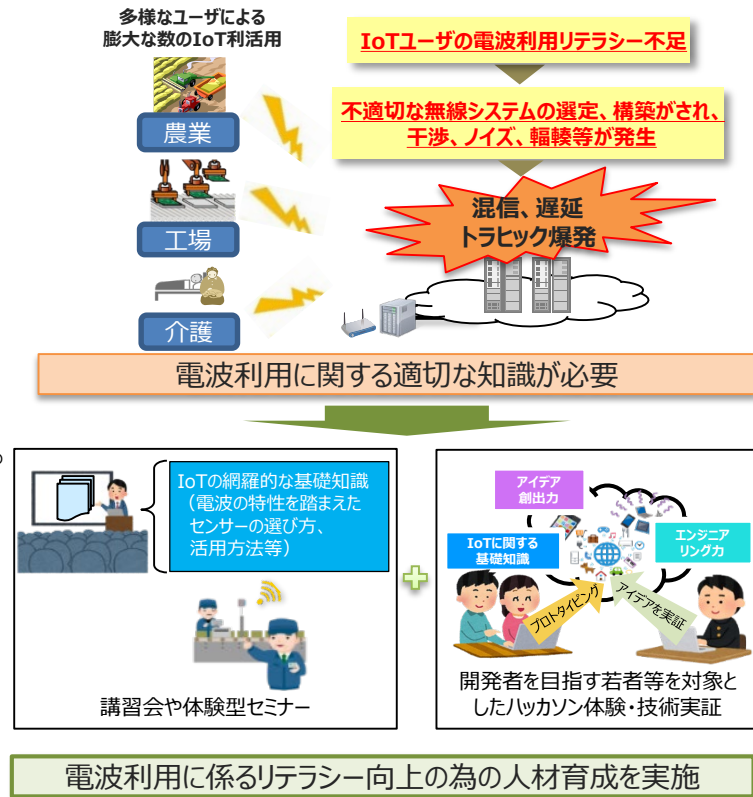 多様なユーザによる
膨大な数のIoT利活用
農業
工場
介護
IoTユーザの電波利用リテラシー不足
不適切な無線システムの選定、構築がされ、
干渉、ノイズ、輻輳等が発生
混信、遅延
トラヒック爆発
電波利用に関する適切な知識が必要
。
IoTの網羅的な基礎知識
（電波の特性を踏まえた
センサーの選び方、
活用方法等）
講習会や体験型セミナー
アイデア
創出力
IoTに関する
基礎知識
エンジニア
リング力
プロトタイピング
アイデアを実証
開発者を目指す若者等を対象と
したハッカソン体験・技術実証
電波利用に係るリテラシー向上の為の人材育成を実施